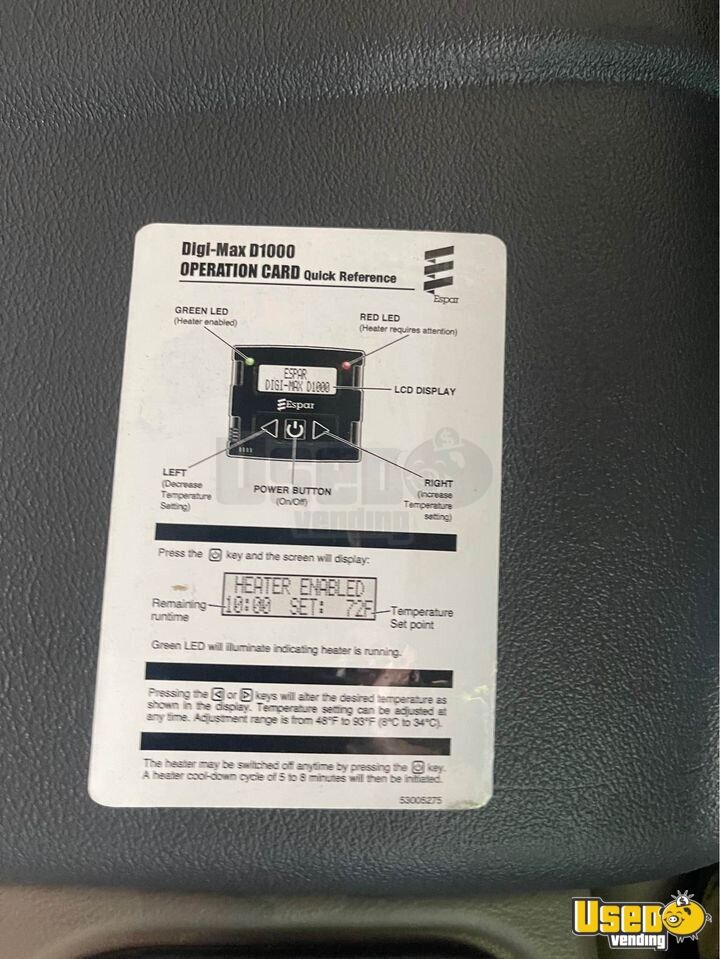 Digi-Max D1000
OPERATION CARD Quick Reference
Espar
GREEN LED
(Heater enabled)
RED LED
(Heater requires attention)
ESPAR
DIGI-MAX D1000
LCD DISPLAY
Espar
LEFT
(Decrease
Temperature
Setting)
POWER BUTTON
(On/Off)
RIGHT
(Increase
Temperature
setting)
Used
vending
Press the key and the screen will display:
HEATER ENABLED
10:00 SET: 72F
Remaining
runtime
Temperature
Set point
Green LED will illuminate indicating heater is running.
Pressing the or keys will alter the desired temperature as
shown in the display. Temperature setting can be adjusted at
any time. Adjustment range is from 48°F to 93°F (8°C to 34°C).
The heater may be switched off anytime by pressing the key.
A heater cool-down cycle of 5 to 8 minutes will then be initiated.
53005275
Used
vending